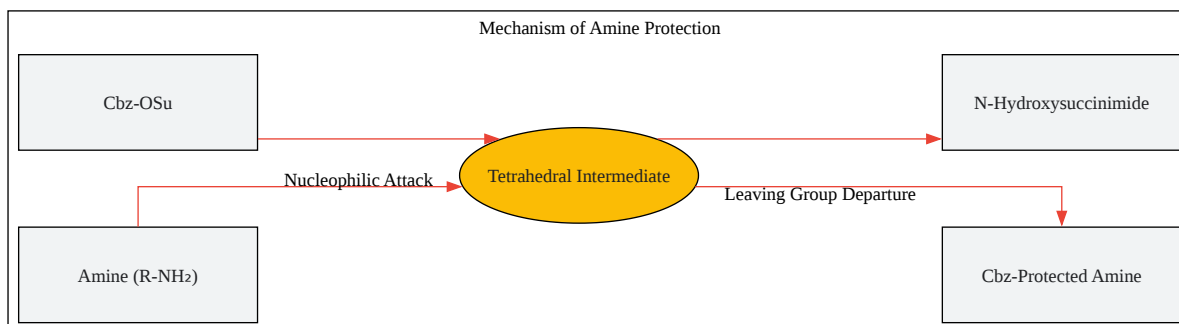 Mechanism of Amine Protection
Cbz-OSu
N-Hydroxysuccinimide
Nucleophilic Attack
Tetrahedral Intermediate
Leaving Group Departure
Amine (R-NH₂)
Cbz-Protected Amine